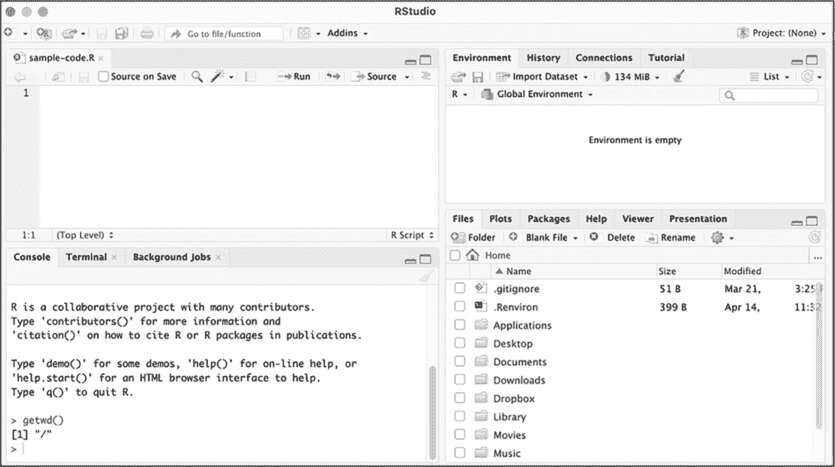 RStudio
Go to file/function
Addins
Project: (None)
sample-code.R
Source on Save
Run
Source
1
1:1
(Top Level)
R Script
Console
Terminal
Background Jobs
R is a collaborative project with many contributors.
Type 'contributors()' for more information and
'citation()' on how to cite R or R packages in publications.
Type 'demo()' for some demos, 'help()' for on-line help, or
'help.start()' for an HTML browser interface to help.
Type 'q()' to quit R.
> getwd()
[1] "/"
>
Environment
History
Connections
Tutorial
Import Dataset
134 MiB
List
R
Global Environment
Environment is empty
Files
Plots
Packages
Help
Viewer
Presentation
Folder
Blank File
Delete
Rename
Home
...
Name
Size
Modified
.gitignore 51 B Mar 21,
.Renviron 399 B Apr 14,
Applications
Desktop
Documents
Downloads
Dropbox
Library
Movies
Music